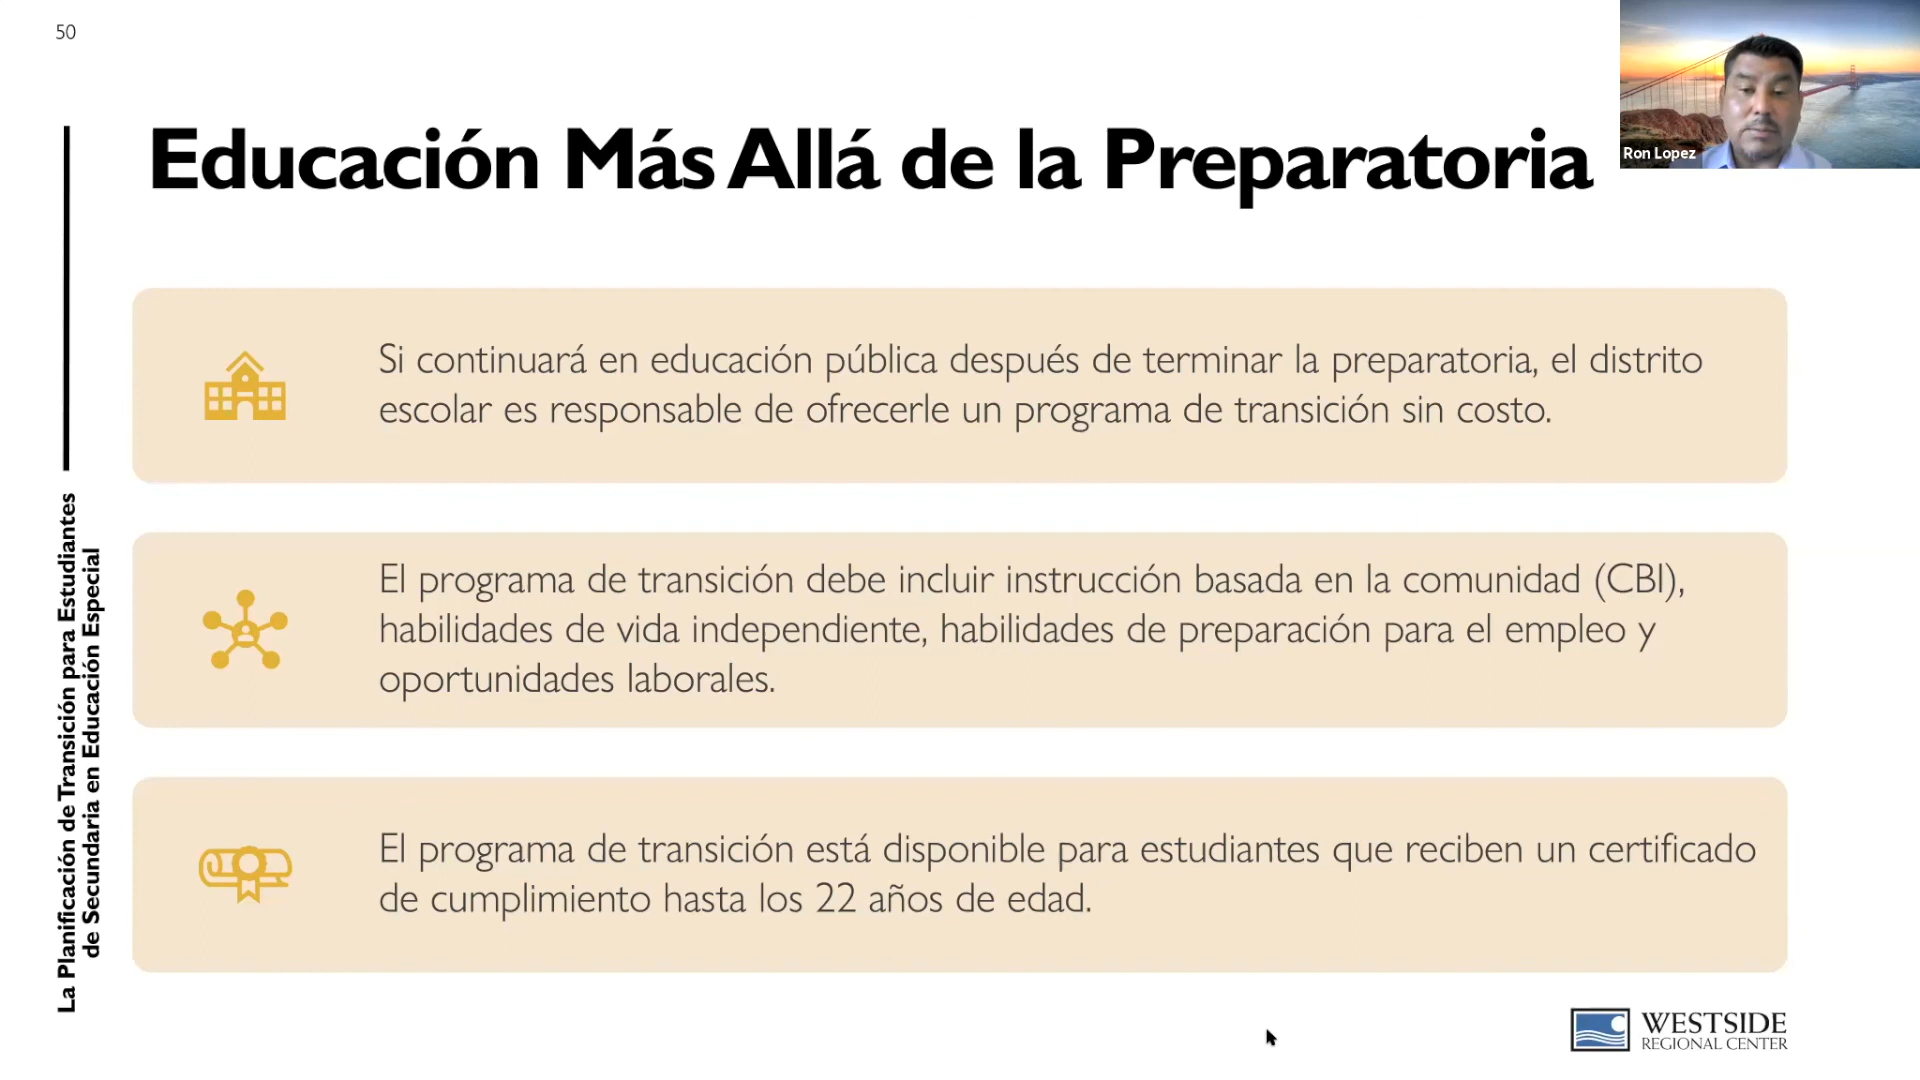 50
Ron Lopez
Educación Más Allá de la Preparatoria
Si continuará en educación pública después de terminar la preparatoria, el distrito
escolar es responsable de ofrecerle un programa de transición sin costo.
El programa de transición debe incluir instrucción basada en la comunidad (CBI),
habilidades de vida independiente, habilidades de preparación para el empleo y
oportunidades laborales.
El programa de transición está disponible para estudiantes que reciben un certificado
de cumplimiento hasta los 22 años de edad.
La Planificación de Transición para Estudiantes
de Secundaria en Educación Especial
WESTSIDE
REGIONAL CENTER